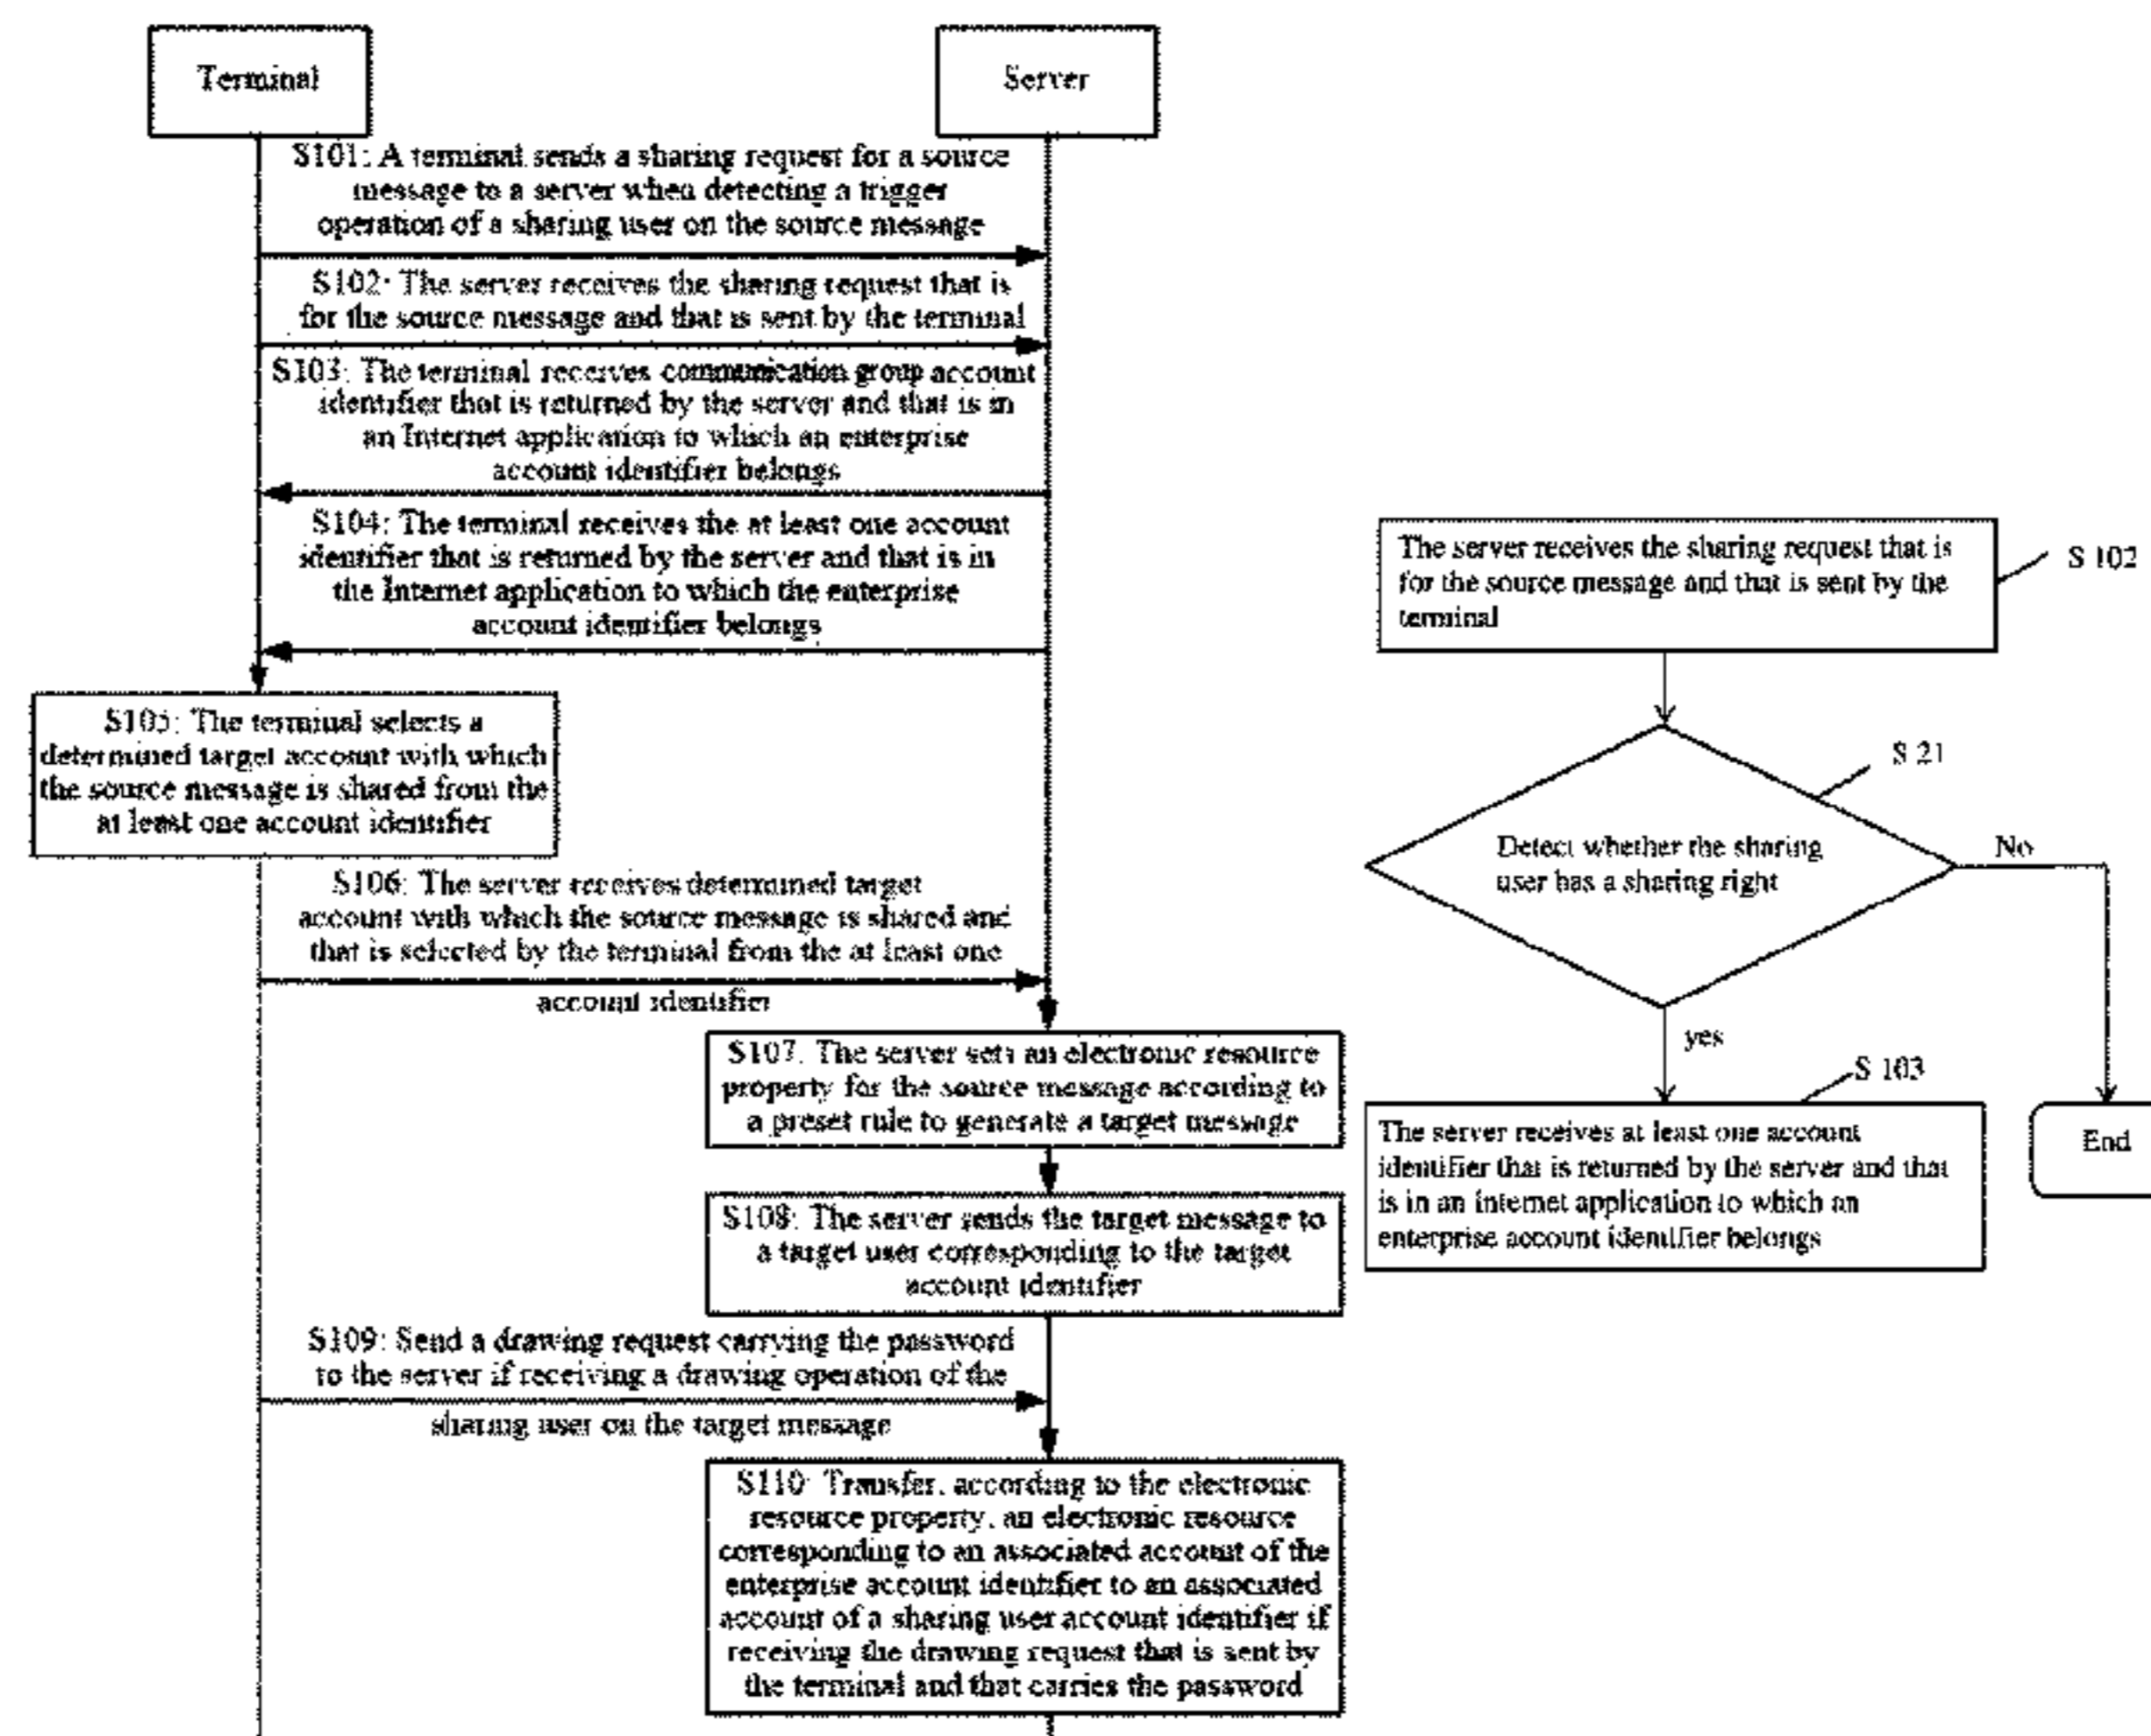 Terminal
Server
S101: A terminal sends a sharing request for a source
message to a server when detecting a trigger
operation of a sharing user on the source message
S102: The server receives the sharing request that is
for the source message and that is sent by the terminal
S103: The terminal receives communication group account
identifier that is returned by the server and that is in
an Internet application to which an enterprise
account identifier belongs
S104: The terminal receives the at least one account
identifier that is returned by the server and that is in
the Internet application to which the enterprise
account identifier belongs
S105: The terminal selects a
determined target account with which
the source message is shared from the
at least one account identifier
S106: The server receives determined target
account with which the source message is shared and
that is selected by the terminal from the at least one
account identifier
S107: The server sets an electronic resource
property for the source message according to
a preset rule to generate a target message
S108: The server sends the target message to
a target user corresponding to the target
account identifier
S109: Send a drawing request carrying the password
to the server if receiving a drawing operation of the
sharing user on the target message
S110: Transfer, according to the electronic
resource property, an electronic resource
corresponding to an associated account of the
enterprise account identifier to an associated
account of a sharing user account identifier if
receiving the drawing request that is sent by
the terminal and that carries the password
The server receives the sharing request that is
for the source message and that is sent by the
terminal
S 102
S 21
Detect whether the sharing
user has a sharing right
No
yes
S 103
The server receives at least one account
identifier that is returned by the server and that
is in an Internet application to which an
enterprise account identifier belongs
End